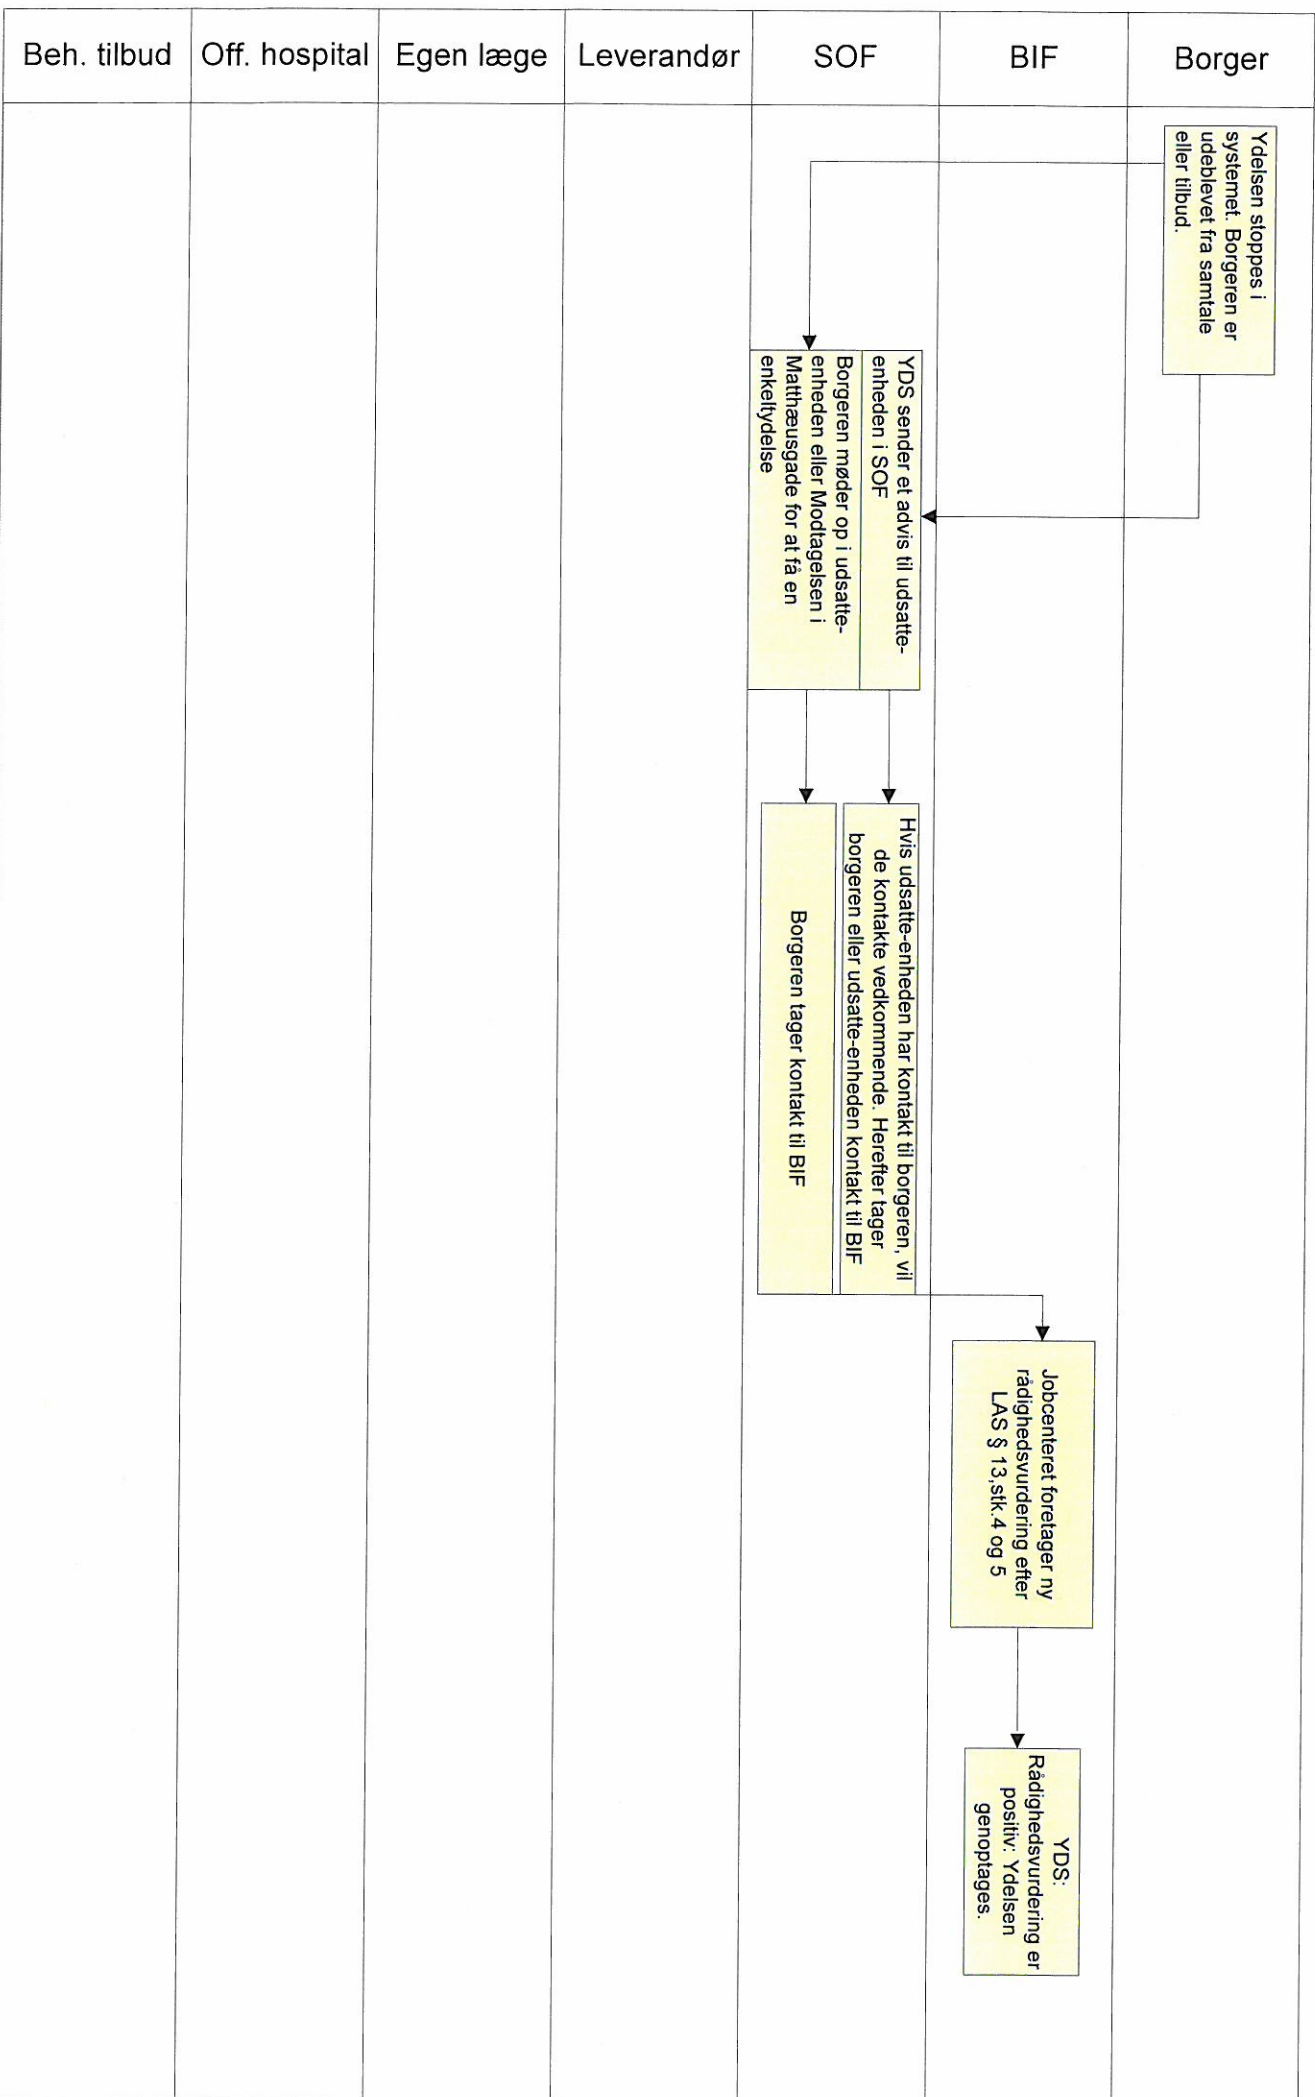 Beh. tilbud
Off. hospital
Egen læge
Leverandør
SOF
BIF
Borger
Ydelsen stoppes i
systemet. Borgeren er
udeblevet fra samtale
eller tilbud.
YDS sender et advis til udsatte-
enheden i SOF
Borgeren møder op i udsatte-
enheden eller Modtagelsen i
Matthæusgade for at få en
enkeltydelse
Hvis udsatte-enheden har kontakt til borgeren, vil
de kontakte vedkommende. Herefter tager
borgeren eller udsatte-enheden kontakt til BIF
Borgeren tager kontakt til BIF
Jobcenteret foretager ny
rådighedsvurdering efter
LAS § 13,stk.4 og 5
YDS:
Rådighedsvurdering er
positiv: Ydelsen
genoptages.